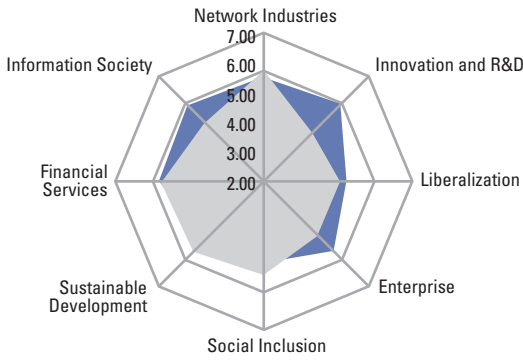 Network Industries
7.00
6.00
5.00
4.00
3.00
2.00
Information Society
Innovation and R&D
Financial
Services
Liberalization
Sustainable
Development
Enterprise
Social Inclusion